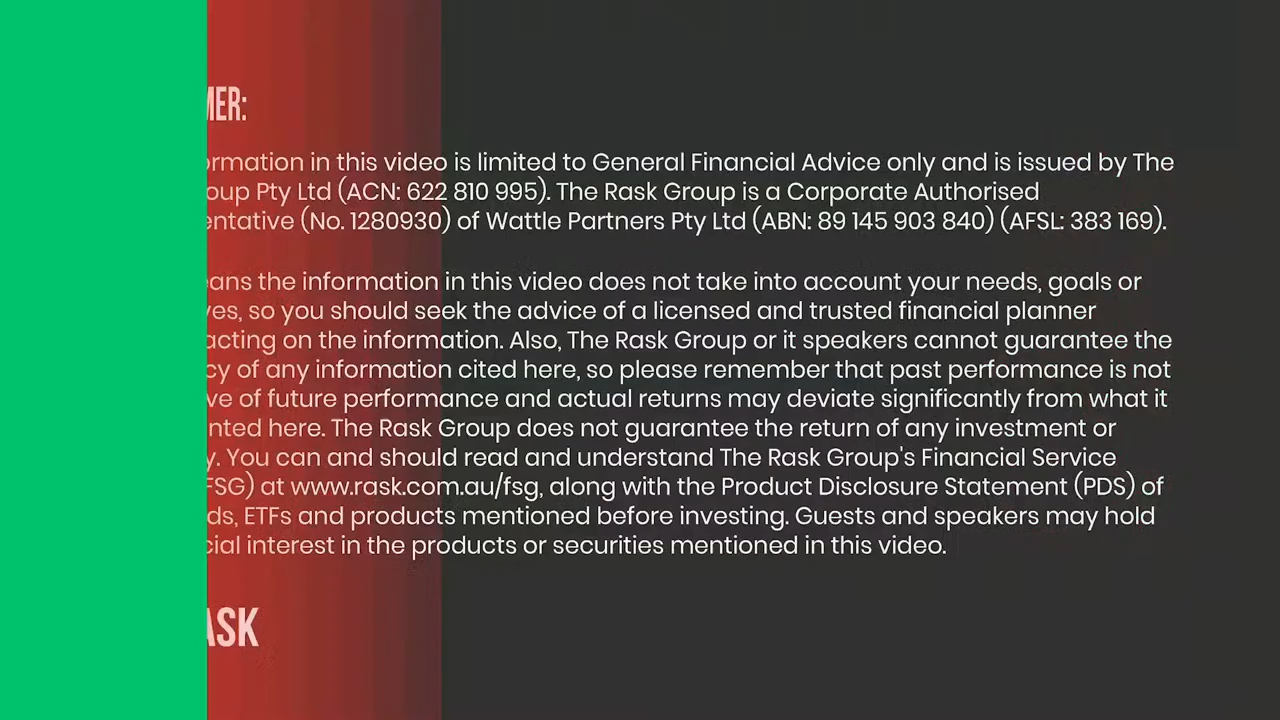 MER:
ormation in this video is limited to General Financial Advice only and is issued by The
oup Pty Ltd (ACN: 622 810 995). The Rask Group is a Corporate Authorised
entative (No. 1280930) of Wattle Partners Pty Ltd (ABN: 89 145 903 840) (AFSL: 383 169).
eans the information in this video does not take into account your needs, goals or
ves, so you should seek the advice of a licensed and trusted financial planner
acting on the information. Also, The Rask Group or it speakers cannot guarantee the
cy of any information cited here, so please remember that past performance is not
ve of future performance and actual returns may deviate significantly from what it
nted here. The Rask Group does not guarantee the return of any investment or
y. You can and should read and understand The Rask Group's Financial Service
FSG) at www.rask.com.au/fsg, along with the Product Disclosure Statement (PDS) of
ds, ETFs and products mentioned before investing. Guests and speakers may hold
cial interest in the products or securities mentioned in this video.
ASK